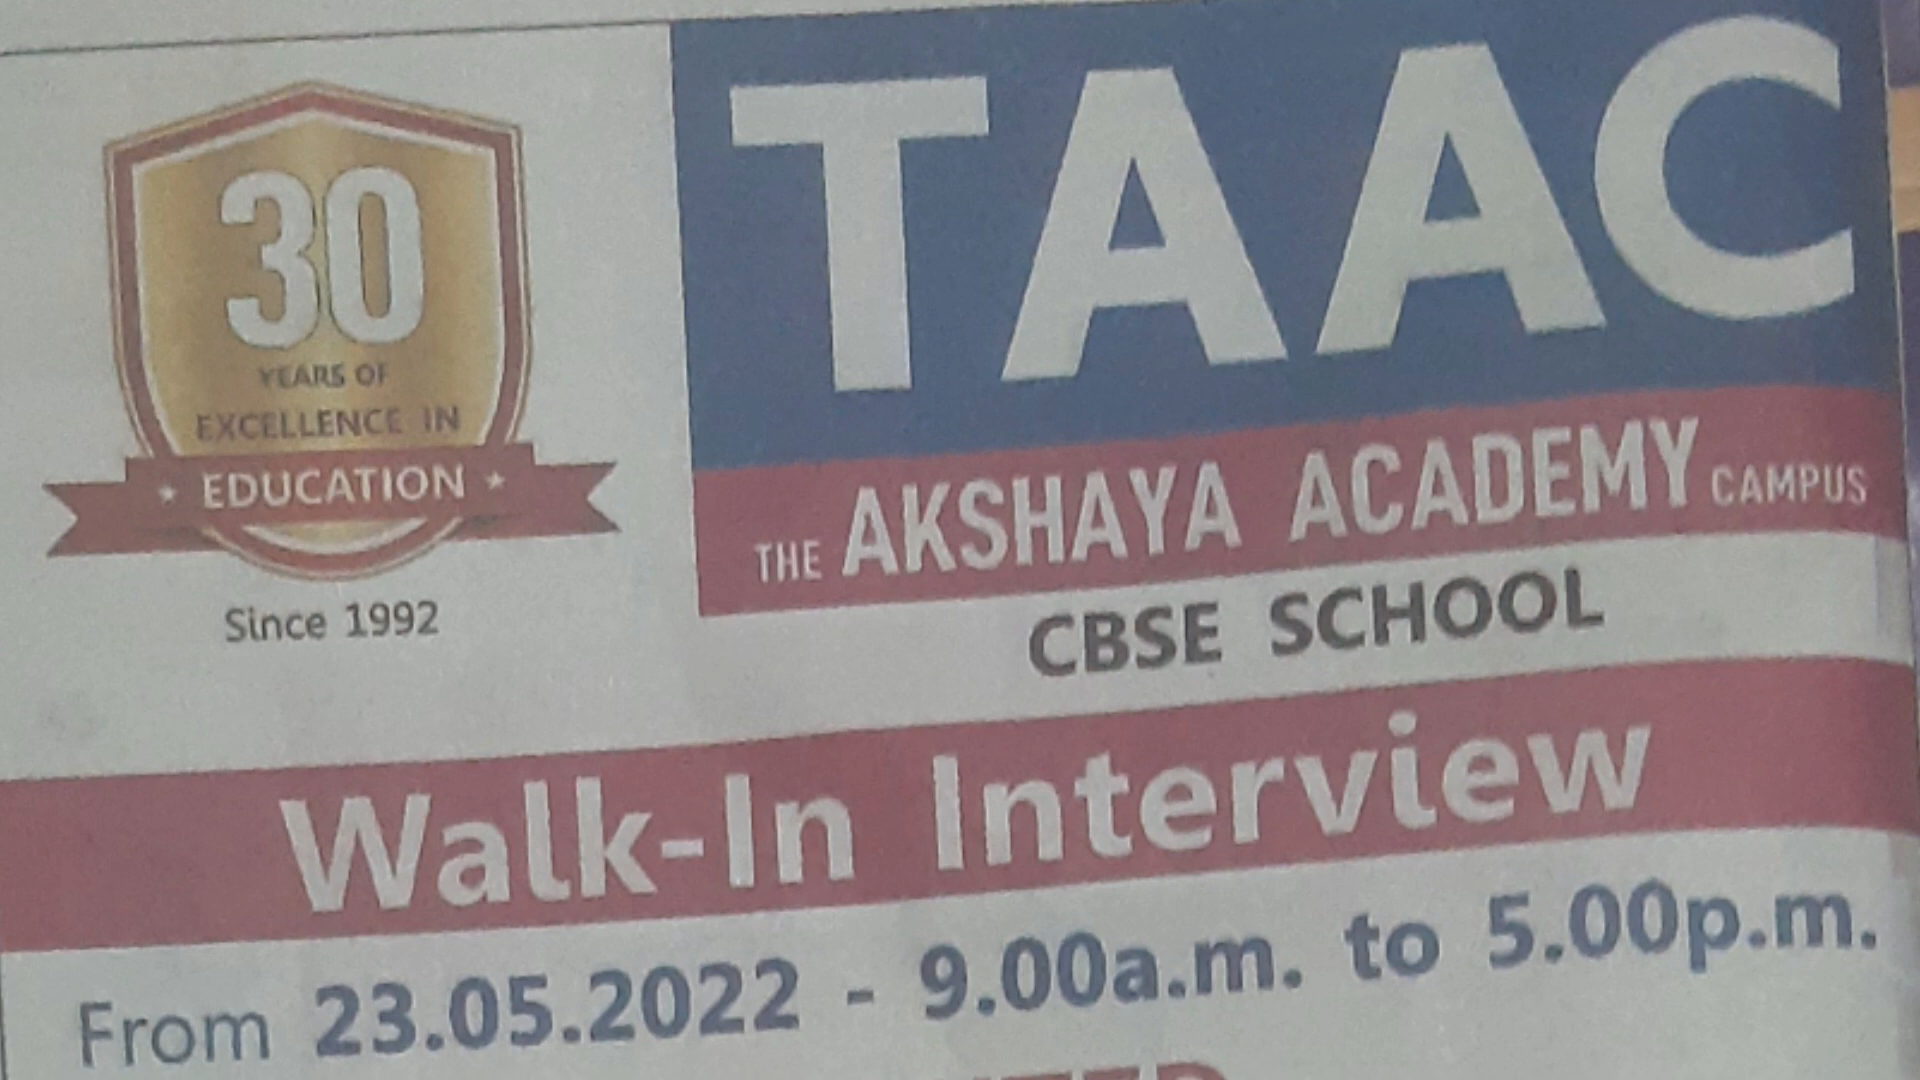 30
YEARS OF
EXCELLENCE IN
EDUCATION
Since 1992
TAAC
THE AKSHAYA ACADEMY CAMPUS
CBSE SCHOOL
Walk-In Interview
From 23.05.2022 - 9.00a.m. to 5.00p.m.